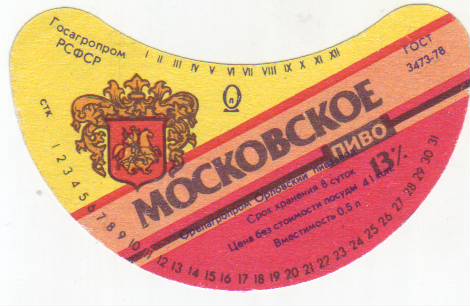 Госагропром
РСФСР
I II III IV V VI VII VIII IX X XI XII
ГОСТ
3473-78
стк
п
МОСКОВСКОЕ
ПИВО
13%
Орелагропром Орловский
Срок хранения 8 суток
Цена без стоимости посуды 41
Вместимость 0,5 л
1 2 3 4 5 6 7 8 9 10 11 12 13 14 15 16 17 18 19 20 21 22 23 24 25 26 27 28 29 30 31